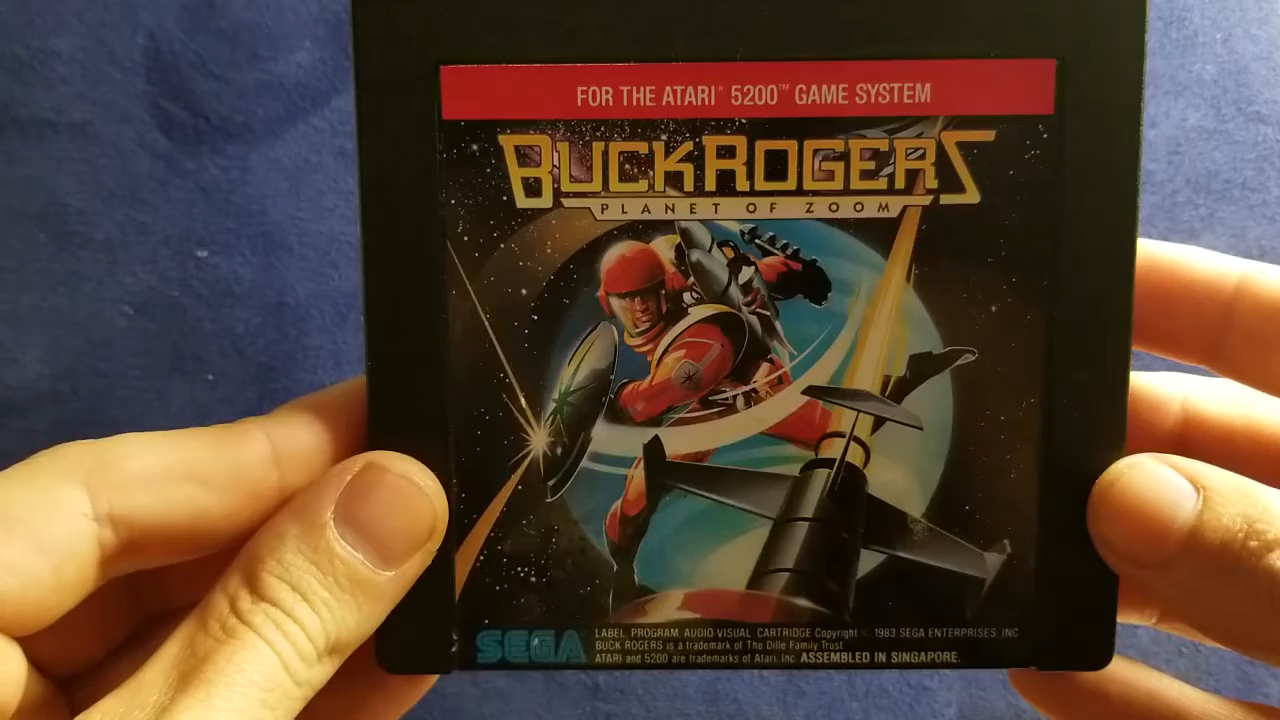 FOR THE ATARI® 5200™ GAME SYSTEM
BUCK ROGERS
PLANET OF ZOOM
SEGA
LABEL, PROGRAM, AUDIO-VISUAL, CARTRIDGE Copyright © 1983 SEGA ENTERPRISES, INC
BUCK ROGERS is a trademark of The Dille Family Trust
ATARI and 5200 are trademarks of Atari, Inc. ASSEMBLED IN SINGAPORE.